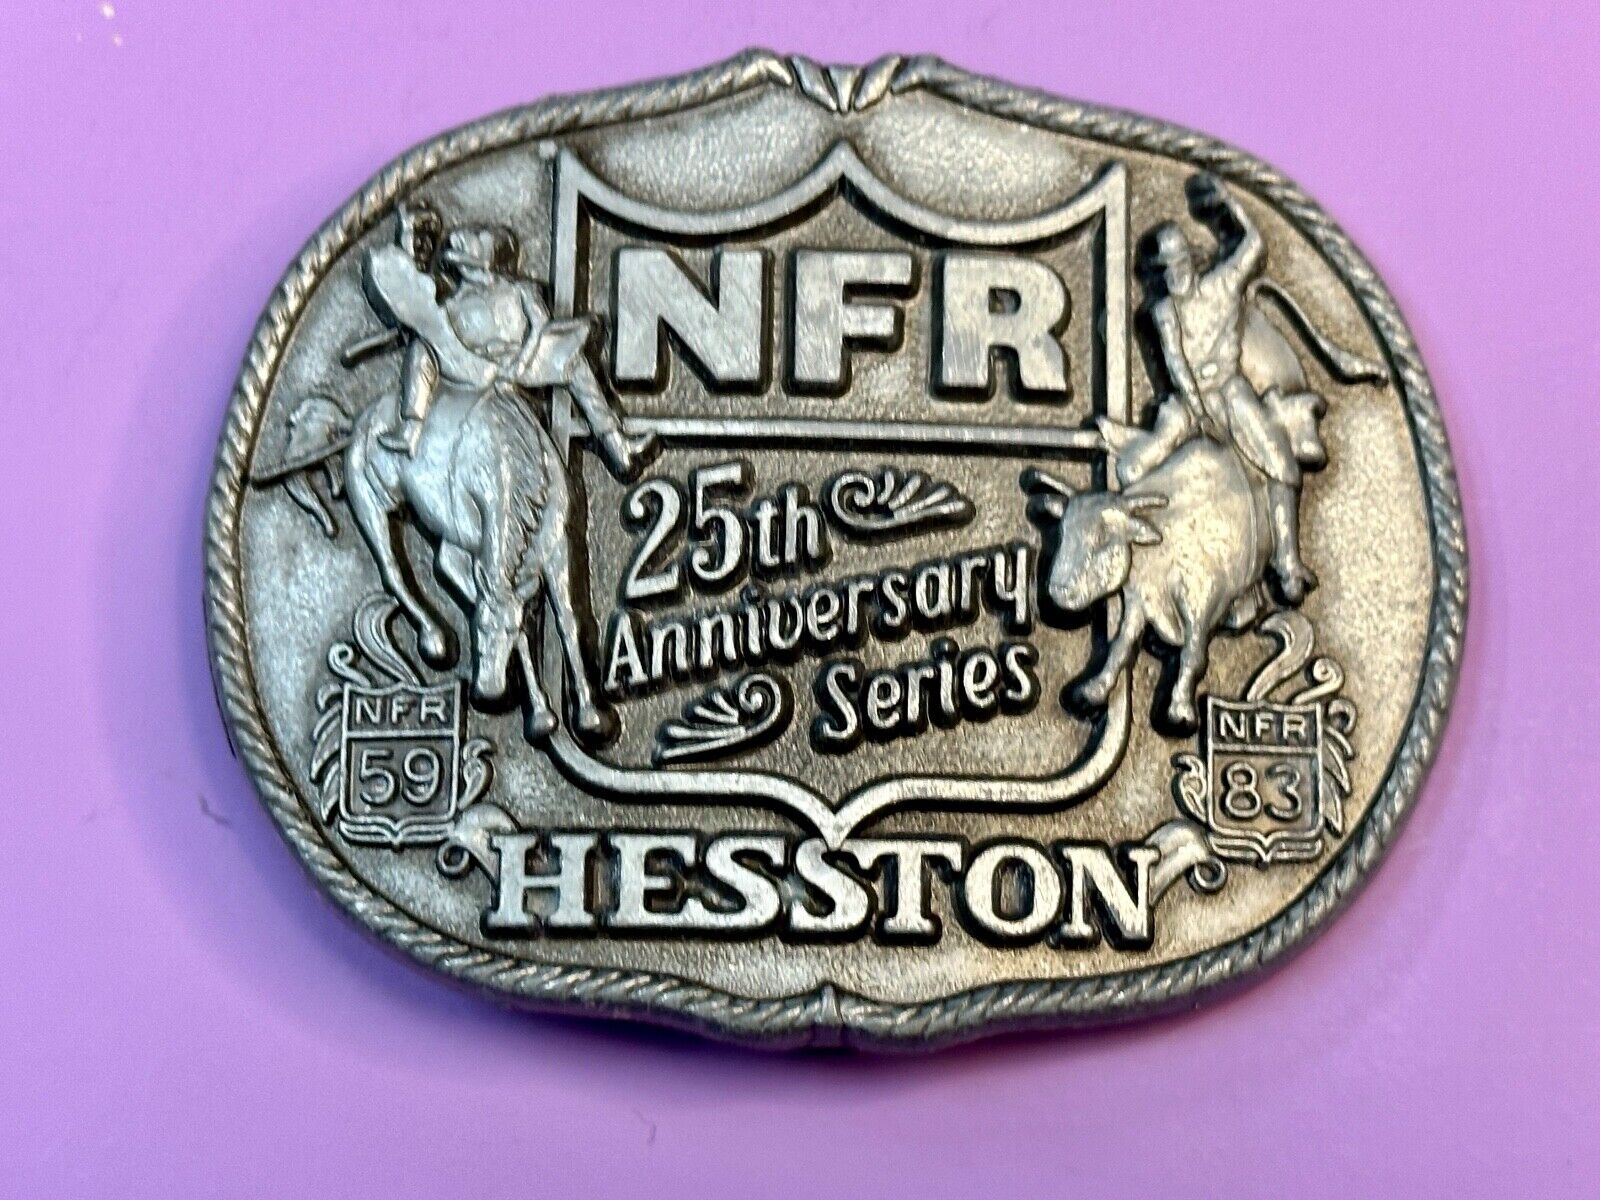 NFR
25th
Anniversary
Series
NFR
59
NFR
83
HESSTON